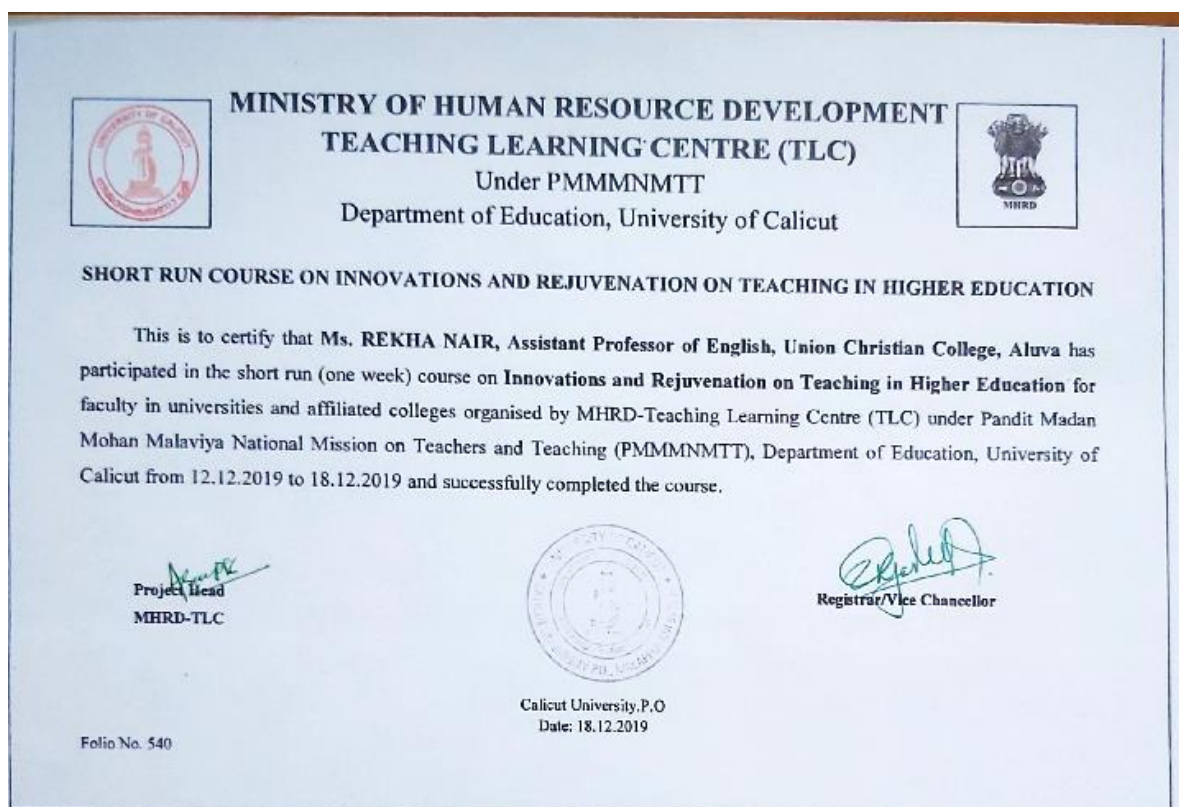 MINISTRY OF HUMAN RESOURCE DEVELOPMENT
TEACHING LEARNING CENTRE (TLC)
Under PMMMNMTT
Department of Education, University of Calicut
UNIVERSITY OF CALICUT
MHRD
SHORT RUN COURSE ON INNOVATIONS AND REJUVENATION ON TEACHING IN HIGHER EDUCATION
This is to certify that Ms. REKHA NAIR, Assistant Professor of English, Union Christian College, Aluva has
participated in the short run (one week) course on Innovations and Rejuvenation on Teaching in Higher Education for
faculty in universities and affiliated colleges organised by MHRD-Teaching Learning Centre (TLC) under Pandit Madan
Mohan Malaviya National Mission on Teachers and Teaching (PMMMNMTT), Department of Education, University of
Calicut from 12.12.2019 to 18.12.2019 and successfully completed the course.
Project Head
MHRD-TLC
Registrar/Vice Chancellor
Calicut University.P.O
Date: 18.12.2019
Folio No. 540